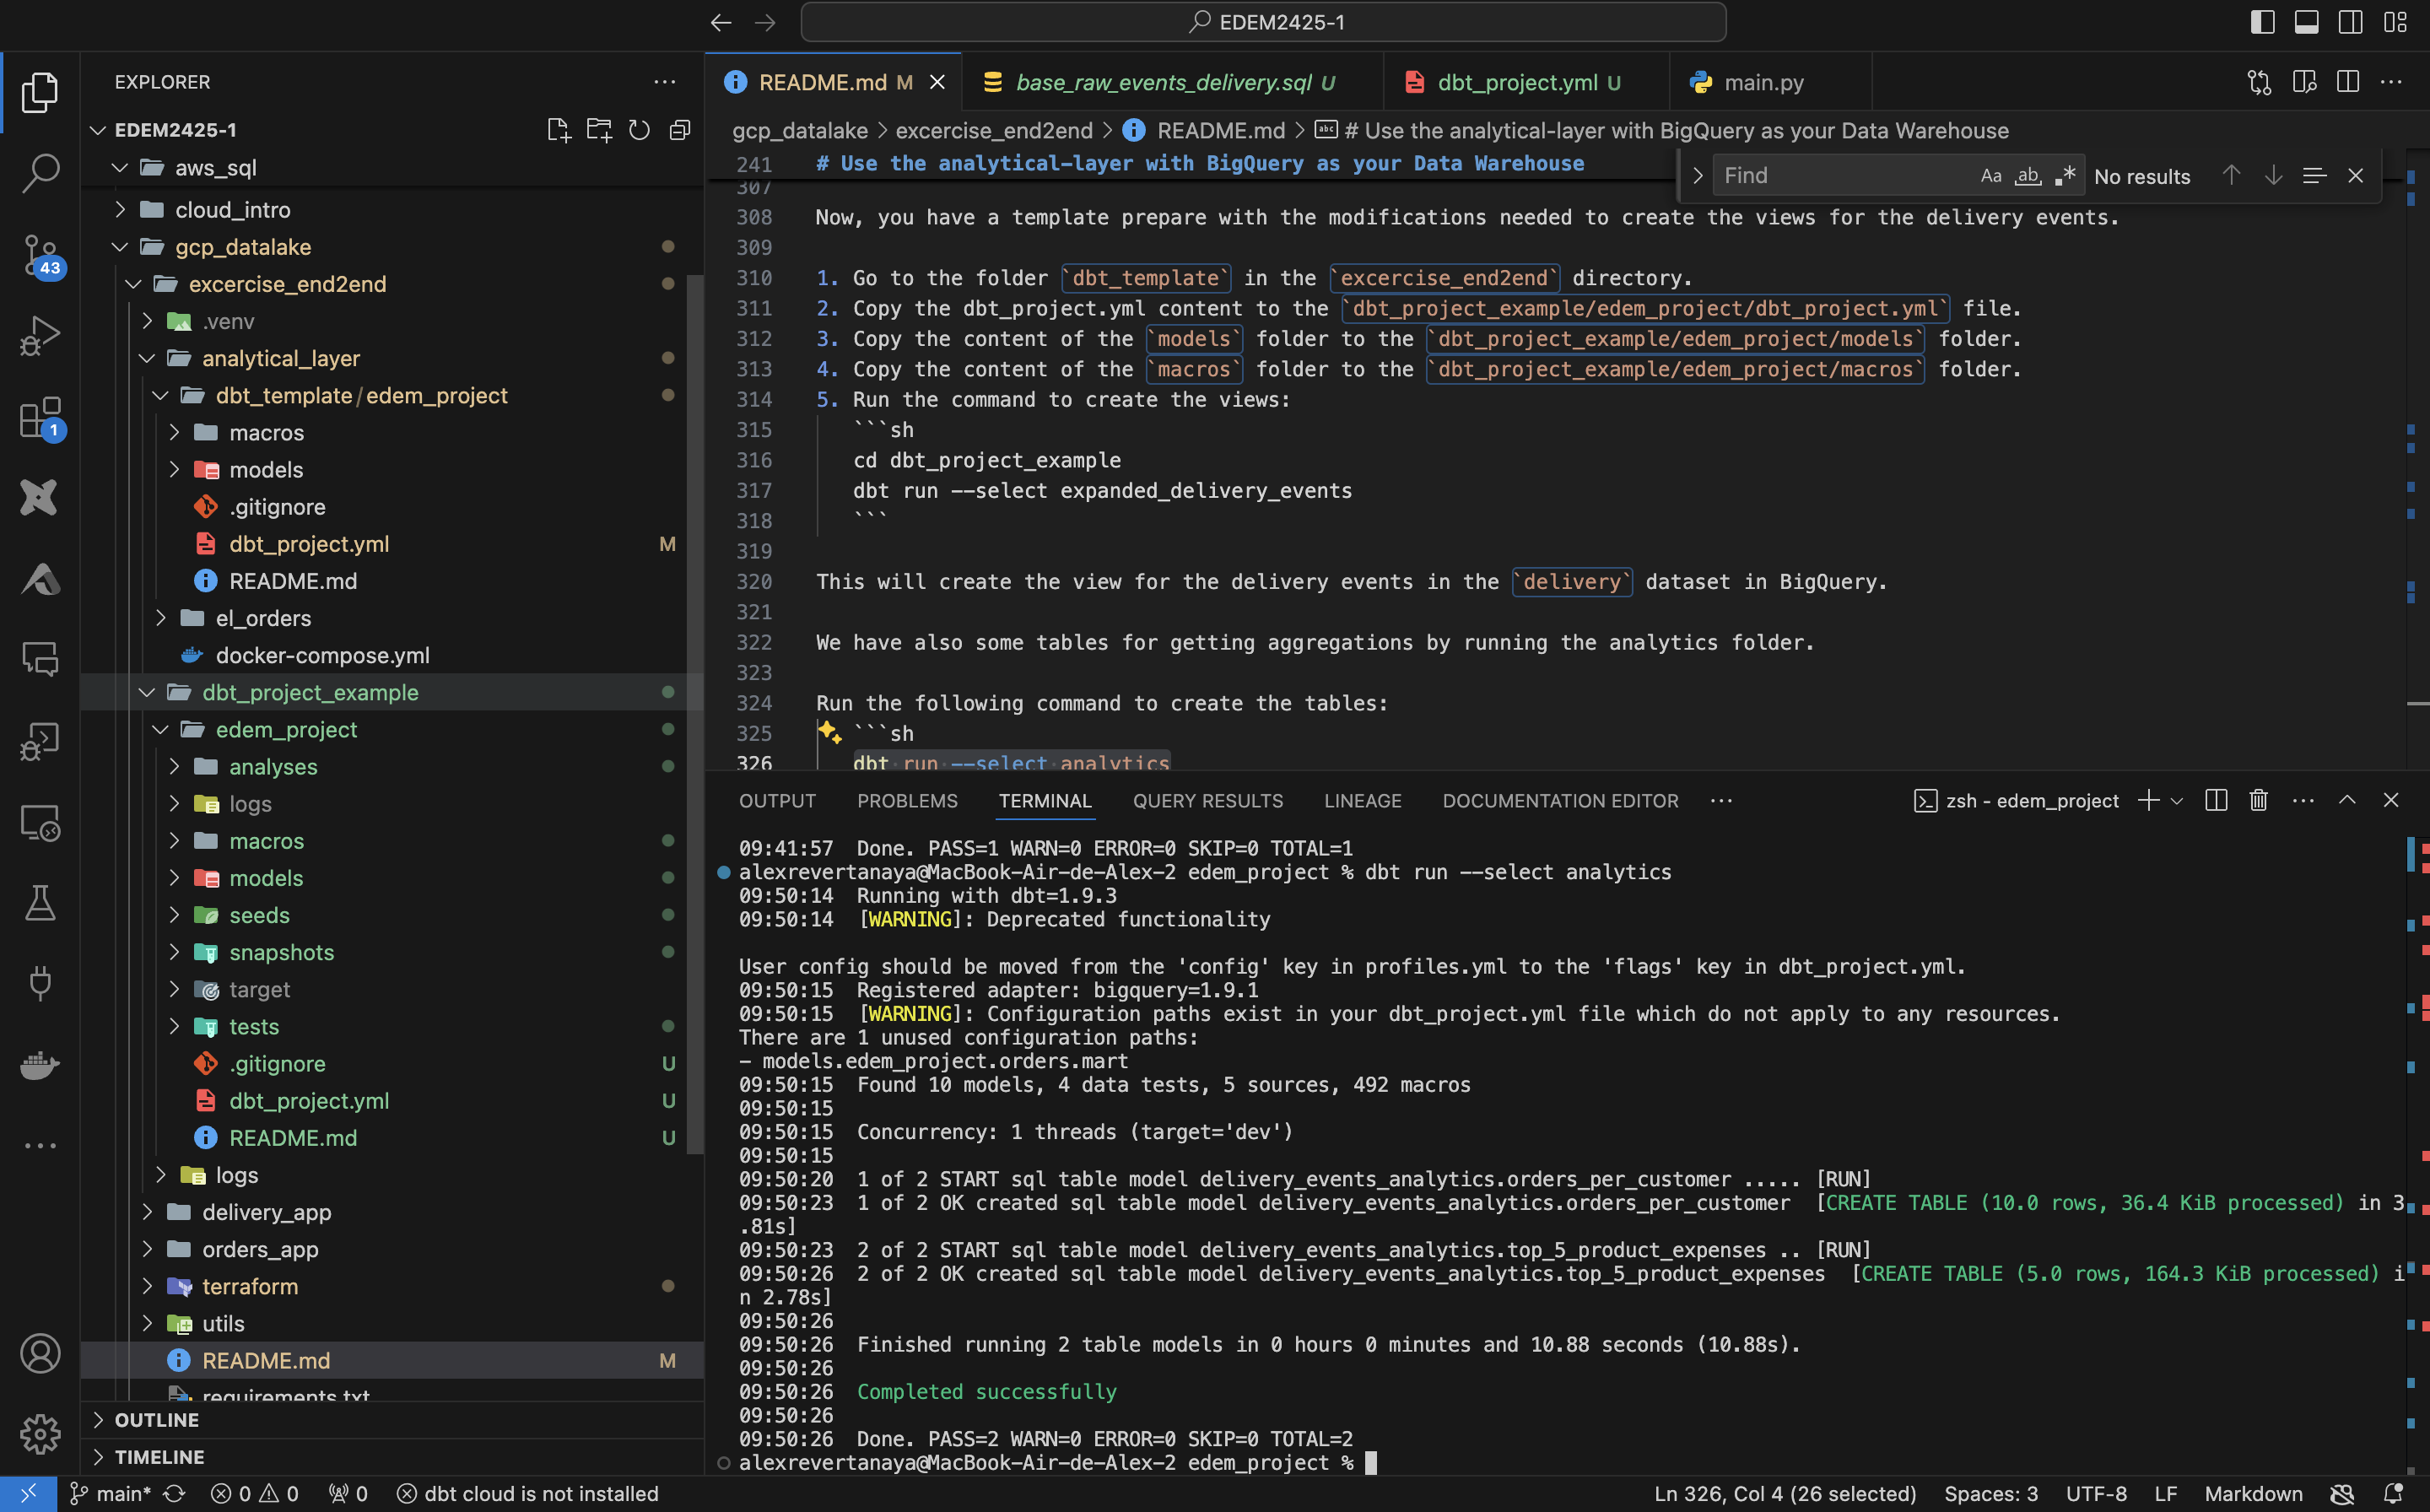 EDEM2425-1
EXPLORER
EDEM2425-1
aws_sql
cloud_intro
gcp_datalake
excercise_end2end
.venv
analytical_layer
dbt_template / edem_project
macros
models
.gitignore
dbt_project.yml M
README.md
el_orders
docker-compose.yml
dbt_project_example
edem_project
analyses
logs
macros
models
seeds
snapshots
target
tests
.gitignore U
dbt_project.yml U
README.md U
logs
delivery_app
orders_app
terraform
utils
README.md M
requirements.txt
OUTLINE
TIMELINE
43
1
README.md M
base_raw_events_delivery.sql U
dbt_project.yml U
main.py
gcp_datalake > excercise_end2end > README.md > # Use the analytical-layer with BigQuery as your Data Warehouse
Find Aa ab .* No results
241 # Use the analytical-layer with BigQuery as your Data Warehouse
307
308 Now, you have a template prepare with the modifications needed to create the views for the delivery events.
309
310 1. Go to the folder `dbt_template` in the `excercise_end2end` directory.
311 2. Copy the dbt_project.yml content to the `dbt_project_example/edem_project/dbt_project.yml` file.
312 3. Copy the content of the `models` folder to the `dbt_project_example/edem_project/models` folder.
313 4. Copy the content of the `macros` folder to the `dbt_project_example/edem_project/macros` folder.
314 5. Run the command to create the views:
315 ```sh
316 cd dbt_project_example
317 dbt run --select expanded_delivery_events
318 ```
319
320 This will create the view for the delivery events in the `delivery` dataset in BigQuery.
321
322 We have also some tables for getting aggregations by running the analytics folder.
323
324 Run the following command to create the tables:
325 ```sh
326 dbt run --select analytics
OUTPUT PROBLEMS TERMINAL QUERY RESULTS LINEAGE DOCUMENTATION EDITOR
zsh - edem_project
09:41:57 Done. PASS=1 WARN=0 ERROR=0 SKIP=0 TOTAL=1
alexrevertanaya@MacBook-Air-de-Alex-2 edem_project % dbt run --select analytics
09:50:14 Running with dbt=1.9.3
09:50:14 [WARNING]: Deprecated functionality
User config should be moved from the 'config' key in profiles.yml to the 'flags' key in dbt_project.yml.
09:50:15 Registered adapter: bigquery=1.9.1
09:50:15 [WARNING]: Configuration paths exist in your dbt_project.yml file which do not apply to any resources.
There are 1 unused configuration paths:
- models.edem_project.orders.mart
09:50:15 Found 10 models, 4 data tests, 5 sources, 492 macros
09:50:15
09:50:15 Concurrency: 1 threads (target='dev')
09:50:15
09:50:20 1 of 2 START sql table model delivery_events_analytics.orders_per_customer ..... [RUN]
09:50:23 1 of 2 OK created sql table model delivery_events_analytics.orders_per_customer [CREATE TABLE (10.0 rows, 36.4 KiB processed) in 3
.81s]
09:50:23 2 of 2 START sql table model delivery_events_analytics.top_5_product_expenses .. [RUN]
09:50:26 2 of 2 OK created sql table model delivery_events_analytics.top_5_product_expenses [CREATE TABLE (5.0 rows, 164.3 KiB processed) i
n 2.78s]
09:50:26
09:50:26 Finished running 2 table models in 0 hours 0 minutes and 10.88 seconds (10.88s).
09:50:26
09:50:26 Completed successfully
09:50:26
09:50:26 Done. PASS=2 WARN=0 ERROR=0 SKIP=0 TOTAL=2
alexrevertanaya@MacBook-Air-de-Alex-2 edem_project %
main* 0 0 0 dbt cloud is not installed
Ln 326, Col 4 (26 selected) Spaces: 3 UTF-8 LF Markdown